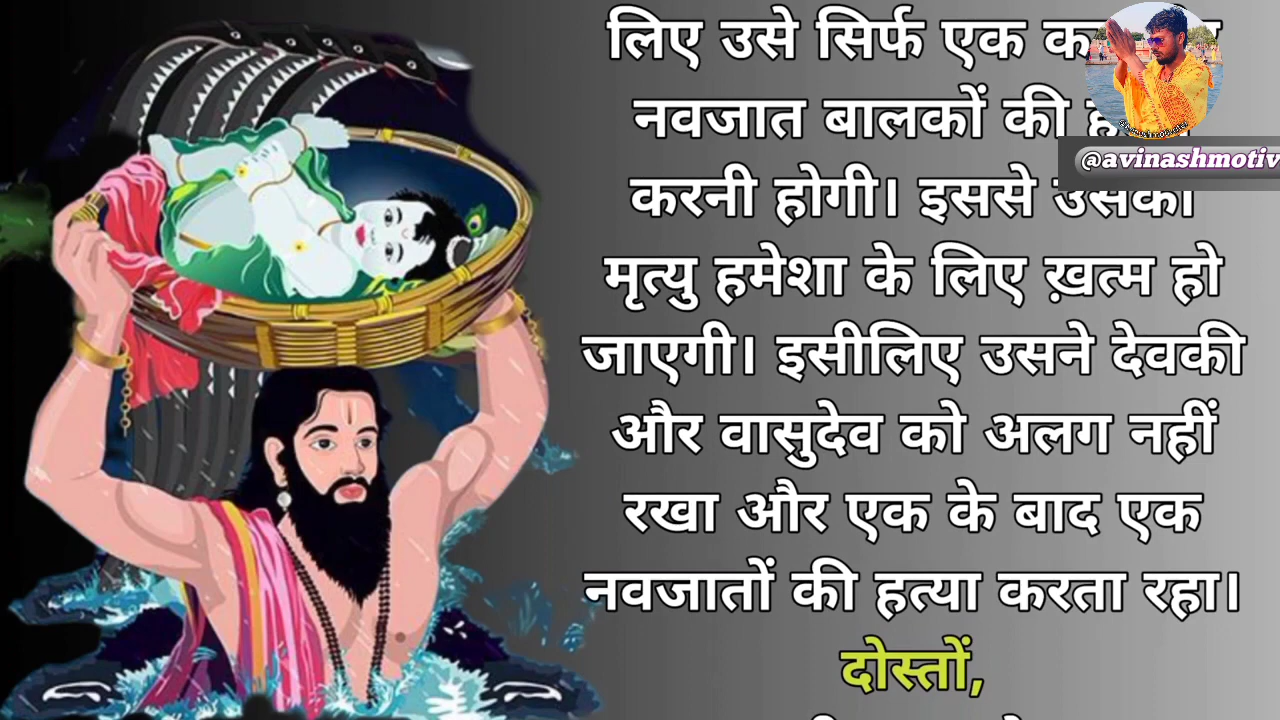 लिए उसे सिर्फ एक
नवजात बालकों की
करनी होगी। इससे उसकी
मृत्यु हमेशा के लिए ख़त्म हो
जाएगी। इसीलिए उसने देवकी
और वासुदेव को अलग नहीं
रखा और एक के बाद एक
नवजातों की हत्या करता रहा।
दोस्तों,
@avinashmotiv